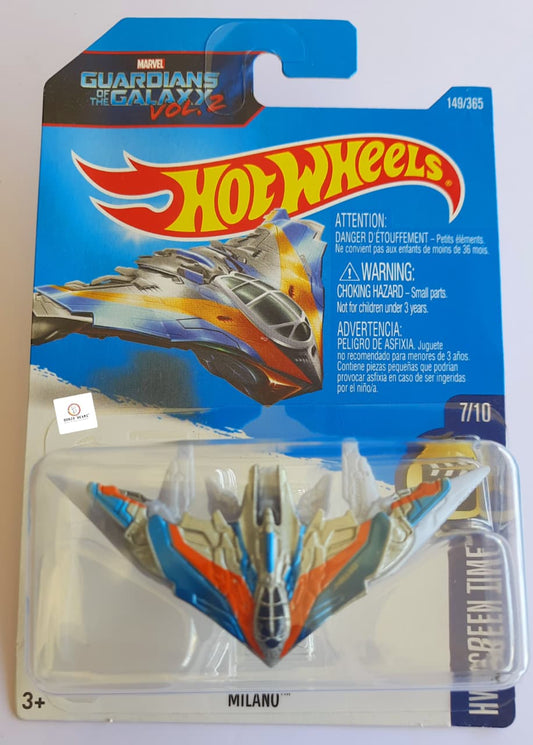 MARVEL
GUARDIANS
OF THE GALAXY
VOL. 2
149/365
HOT WHEELS®
ATTENTION:
DANGER D'ÉTOUFFEMENT – Petits éléments.
Ne convient pas aux enfants de moins de 36 mois.
WARNING:
CHOKING HAZARD – Small parts.
Not for children under 3 years.
ADVERTENCIA:
PELIGRO DE ASFIXIA. Juguete
no recomendado para menores de 3 años.
Contiene piezas pequeñas que podrían
provocar asfixia en caso de ser ingeridas
por el niño/a.
7/10
HW SCREEN TIME™
3+
MILANO™